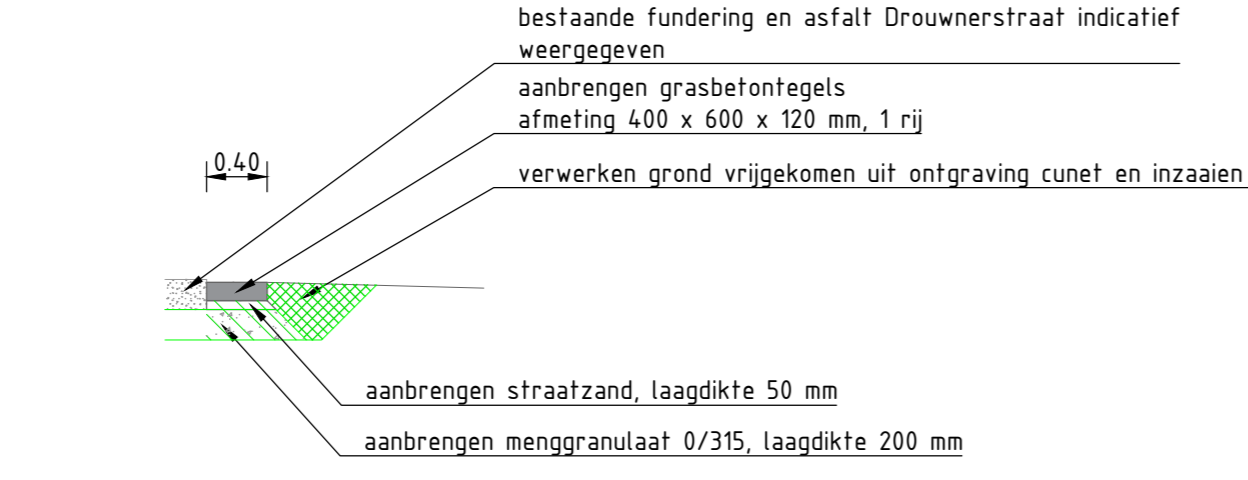 bestaande fundering en asfalt Drouwnerstraat indicatief
weergegeven
aanbrengen grasbetontegels
afmeting 400 x 600 x 120 mm, 1 rij
0.40
verwerken grond vrijgekomen uit ontgraving cunet en inzaaien
aanbrengen straatzand, laagdikte 50 mm
aanbrengen menggranulaat 0/315, laagdikte 200 mm